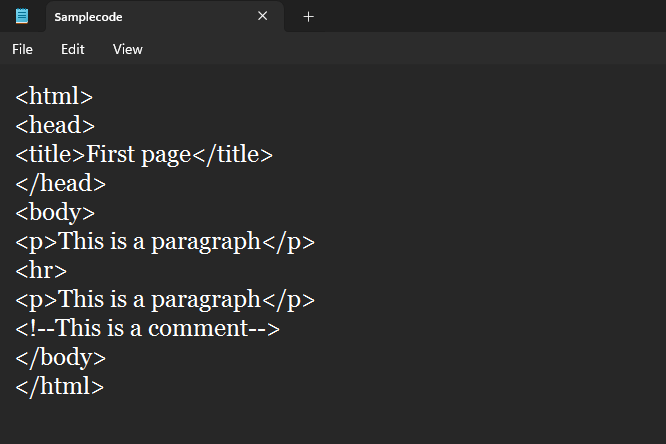 Samplecode
File Edit View
<html>
<head>
<title>First page</title>
</head>
<body>
<p>This is a paragraph</p>
<hr>
<p>This is a paragraph</p>
<!--This is a comment-->
</body>
</html>